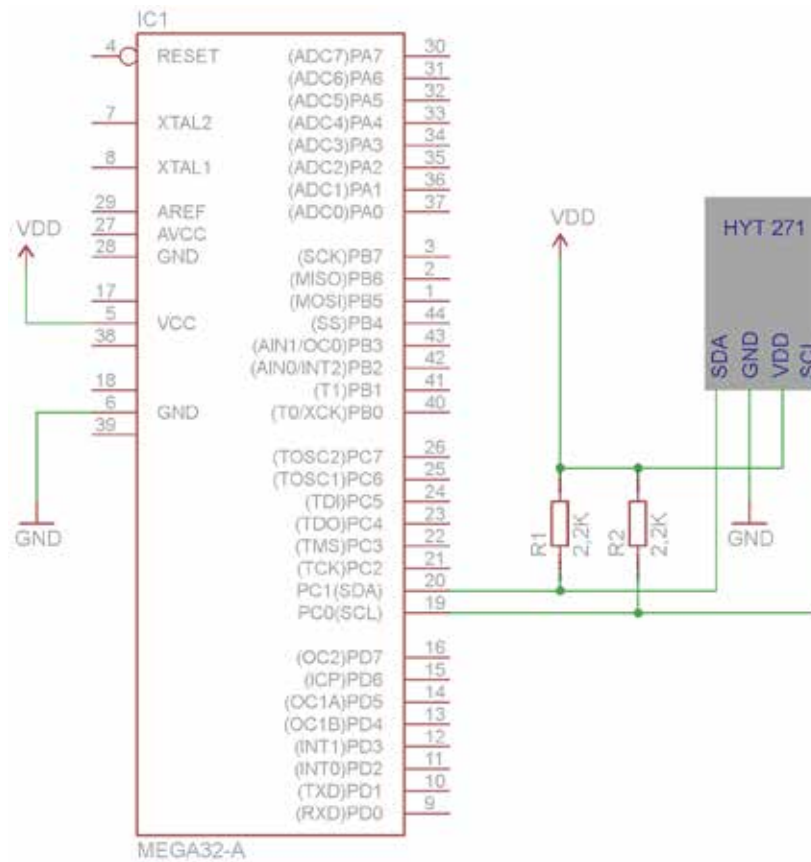 IC1
4 RESET
7 XTAL2
8 XTAL1
29 AREF
27 AVCC
28 GND
17
5 VCC
38
18
6 GND
39
VDD
GND
(ADC7)PA7 30
(ADC6)PA6 31
(ADC5)PA5 32
(ADC4)PA4 33
(ADC3)PA3 34
(ADC2)PA2 35
(ADC1)PA1 36
(ADC0)PA0 37
(SCK)PB7 3
(MISO)PB6 2
(MOSI)PB5 1
(SS)PB4 44
(AIN1/OC0)PB3 43
(AIN0/INT2)PB2 42
(T1)PB1 41
(T0/XCK)PB0 40
(TOSC2)PC7 26
(TOSC1)PC6 25
(TDI)PC5 24
(TDO)PC4 23
(TMS)PC3 22
(TCK)PC2 21
PC1(SDA) 20
PC0(SCL) 19
(OC2)PD7 16
(ICP)PD6 15
(OC1A)PD5 14
(OC1B)PD4 13
(INT1)PD3 12
(INT0)PD2 11
(TXD)PD1 10
(RXD)PD0 9
MEGA32-A
VDD
R1 2,2K
R2 2,2K
HYT 271
SDA
GND
VDD
SCL
GND